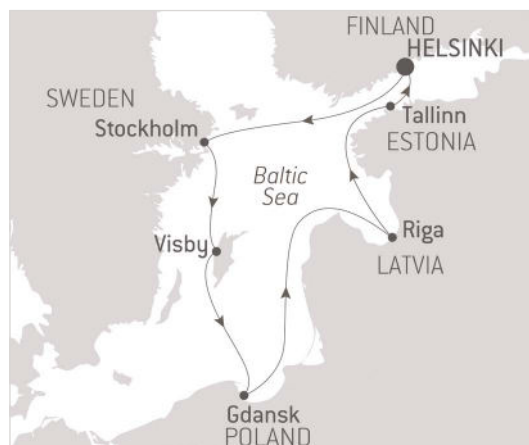 FINLAND
HELSINKI
SWEDEN
Stockholm
Tallinn
ESTONIA
Baltic
Sea
Visby
Riga
LATVIA
Gdansk
POLAND